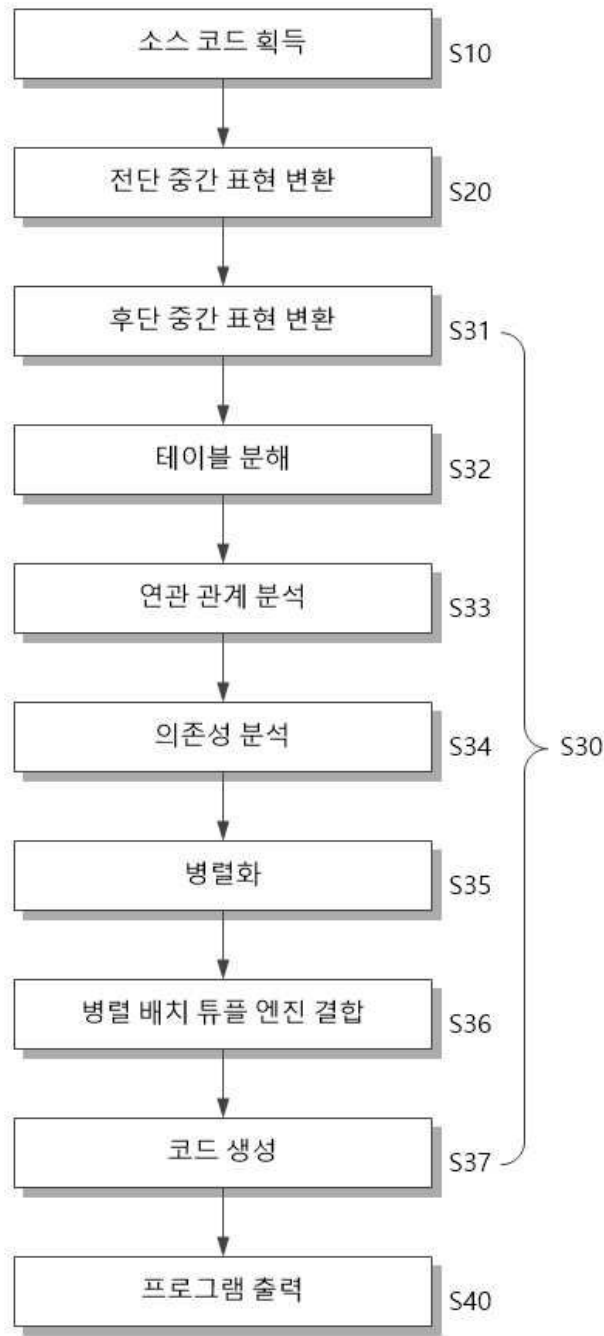 소스 코드 획득 S10
전단 중간 표현 변환 S20
후단 중간 표현 변환 S31
테이블 분해 S32
연관 관계 분석 S33
의존성 분석 S34
S30
병렬화 S35
병렬 배치 튜플 엔진 결합 S36
코드 생성 S37
프로그램 출력 S40